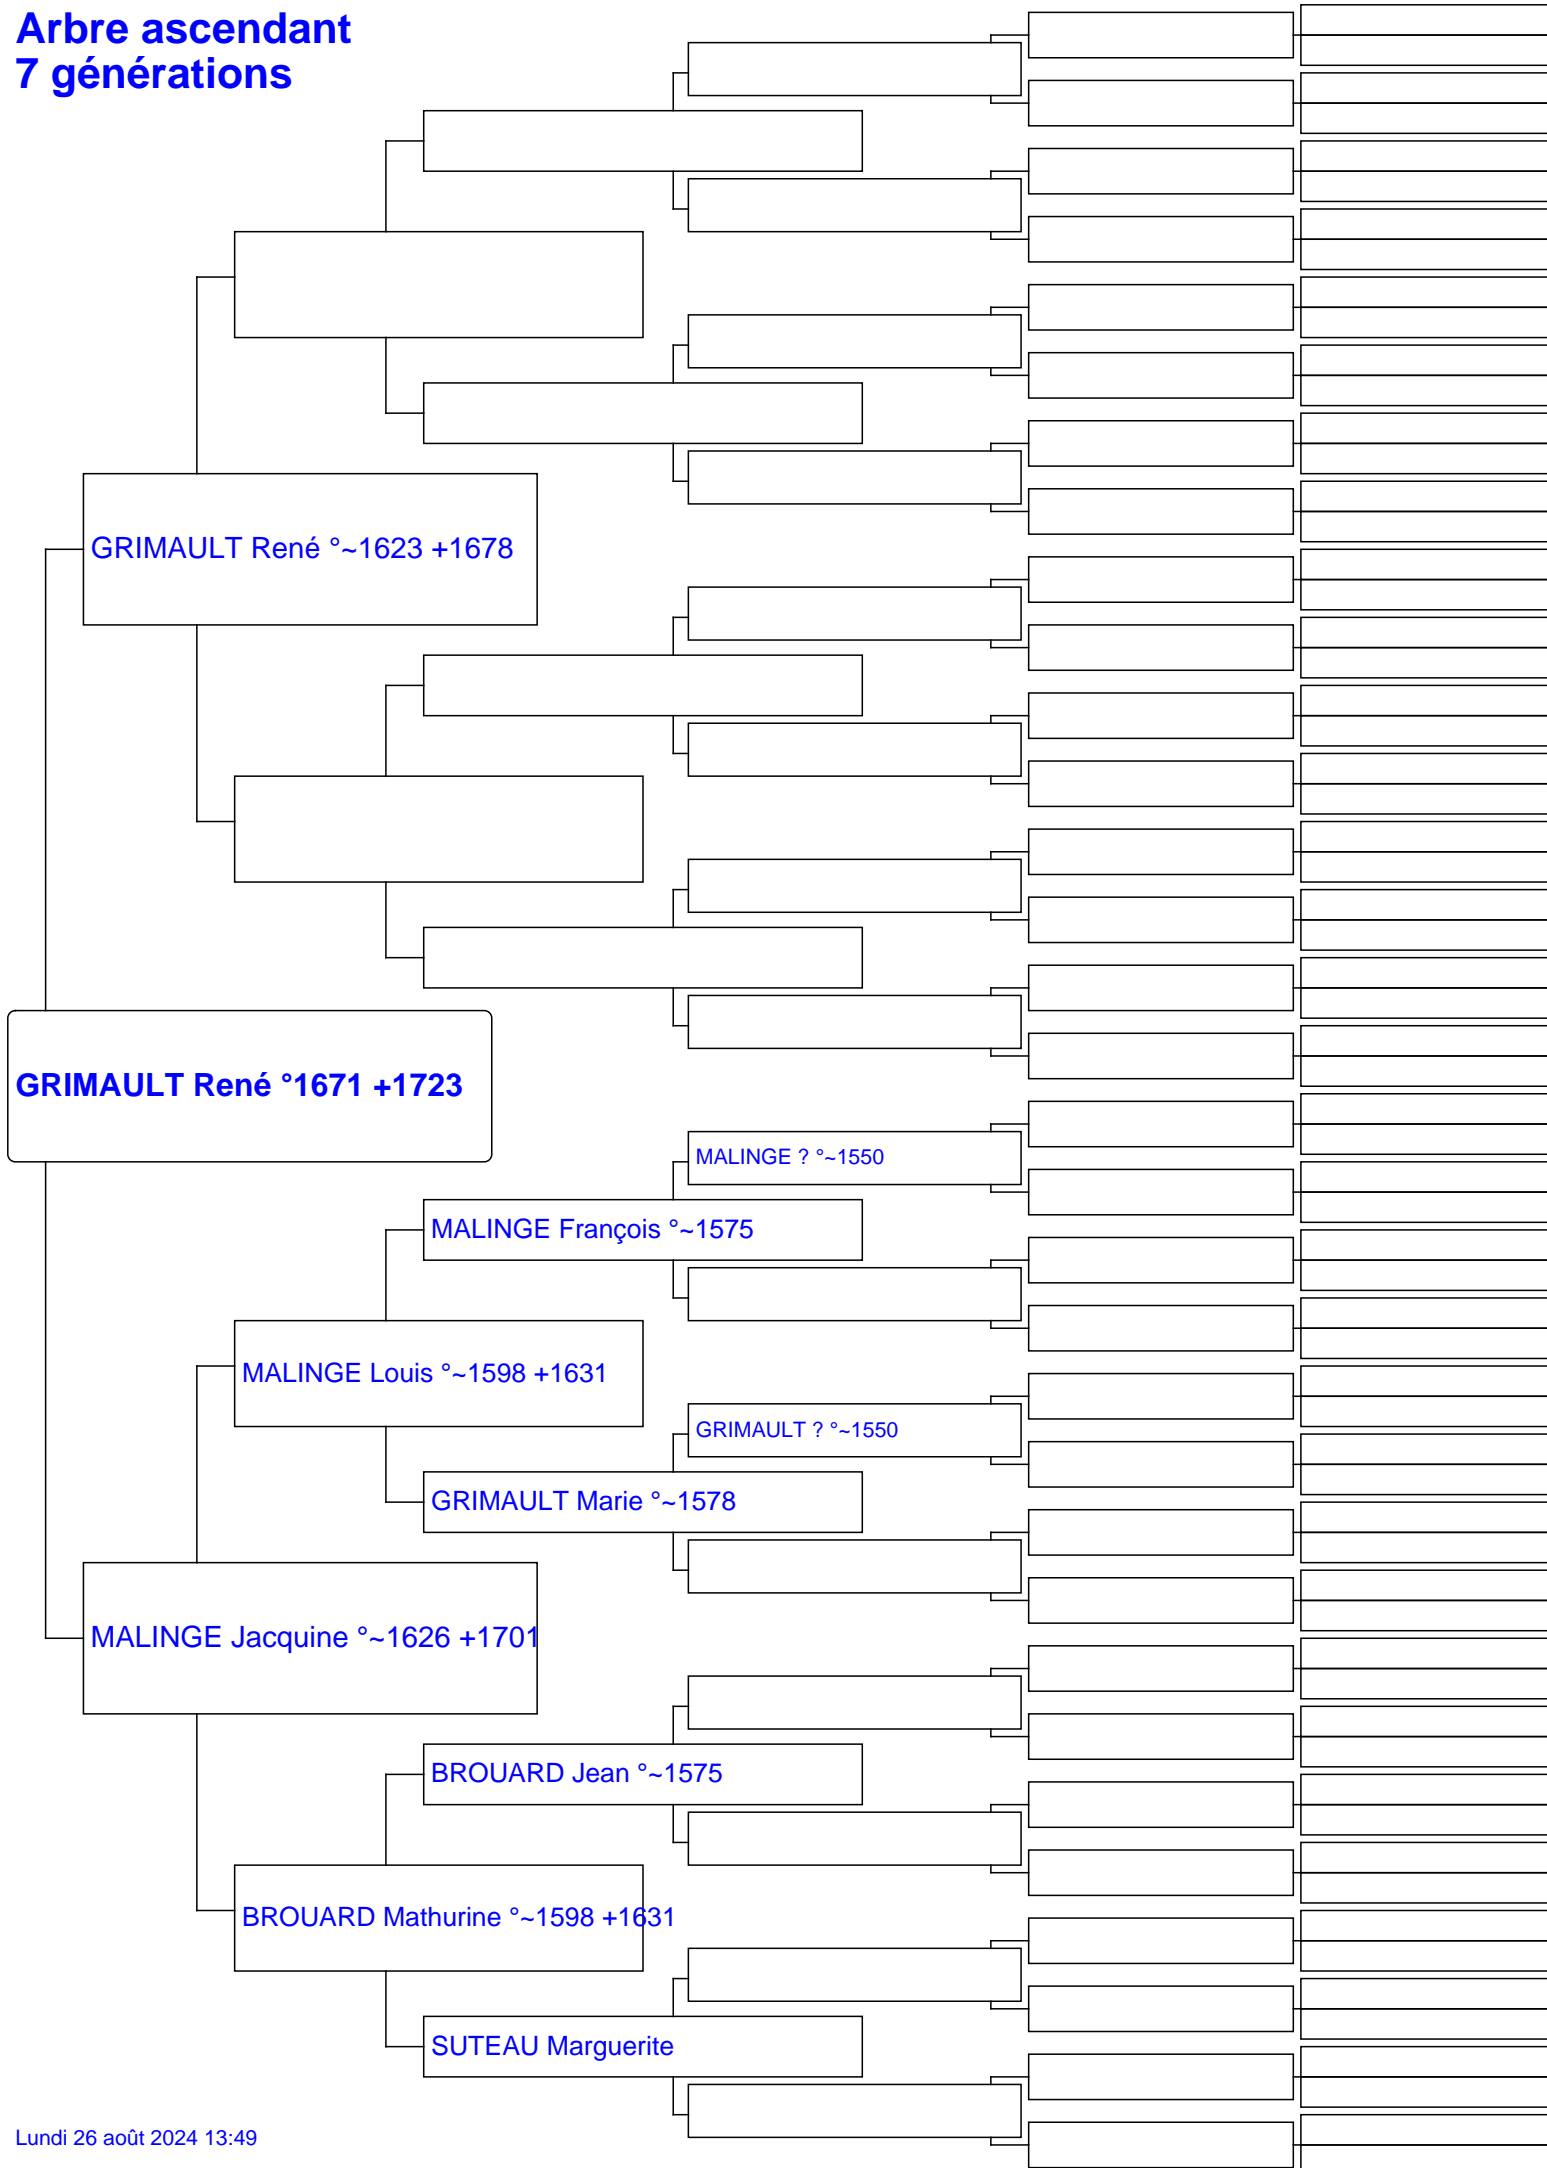 Arbre ascendant
7 générations
GRIMAULT René °~1623 +1678
GRIMAULT René °1671 +1723
MALINGE ? °~1550
MALINGE François °~1575
MALINGE Louis °~1598 +1631
GRIMAULT ? °~1550
GRIMAULT Marie °~1578
MALINGE Jacquine °~1626 +1701
BROUARD Jean °~1575
BROUARD Mathurine °~1598 +1631
SUTEAU Marguerite
Lundi 26 août 2024 13:49